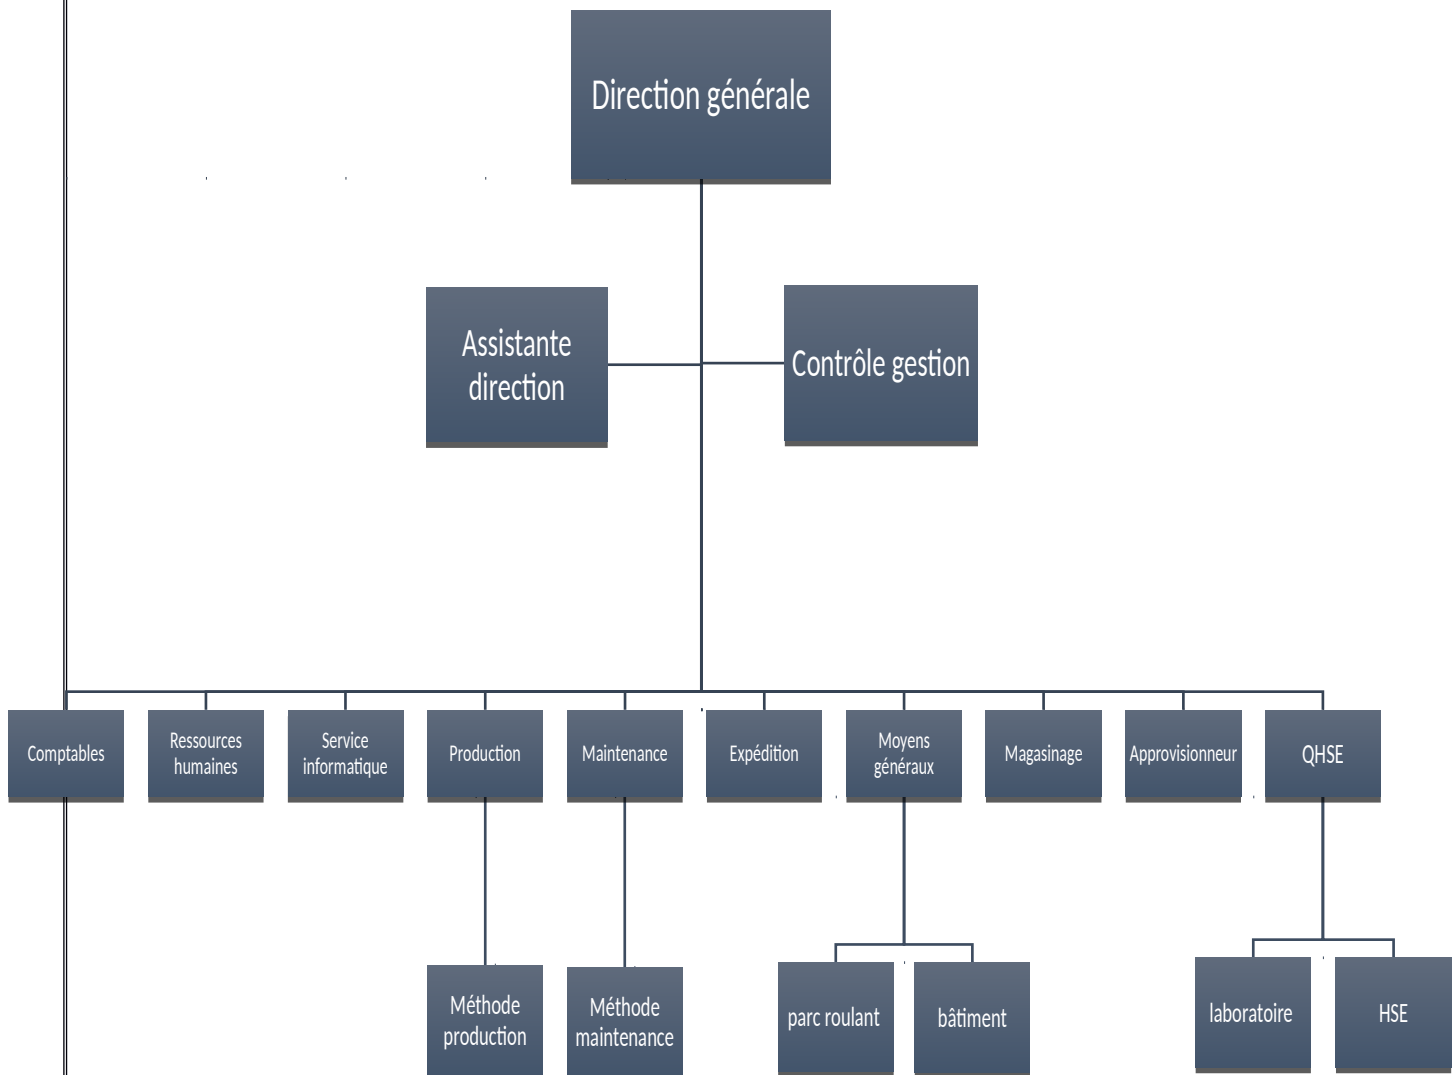 Direction générale
Assistante
direction
Contrôle gestion
Comptables
Ressources
humaines
Service
informatique
Production
Maintenance
Expédition
Moyens
généraux
Magasinage
Approvisionneur
QHSE
Méthode
production
Méthode
maintenance
parc roulant
bâtiment
laboratoire
HSE